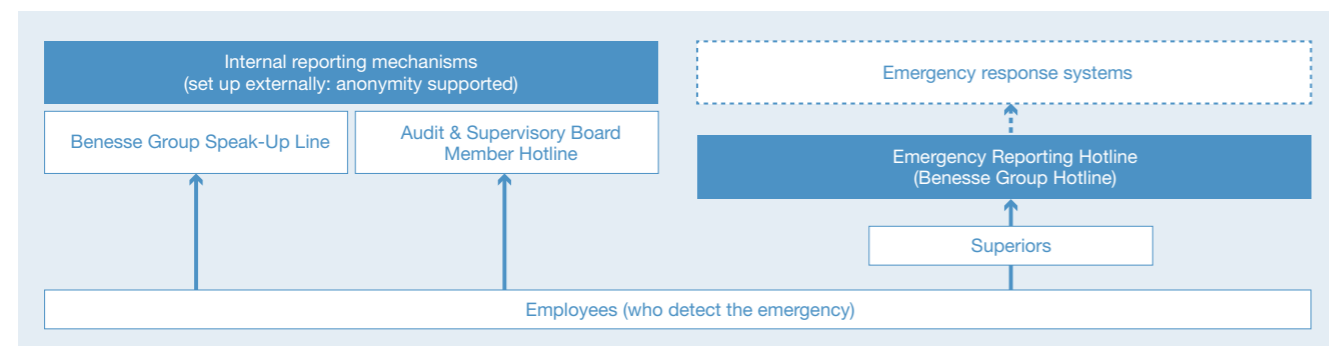 Internal reporting mechanisms
(set up externally: anonymity supported)
Benesse Group Speak-Up Line
Audit & Supervisory Board
Member Hotline
Emergency response systems
Emergency Reporting Hotline
(Benesse Group Hotline)
Superiors
Employees (who detect the emergency)